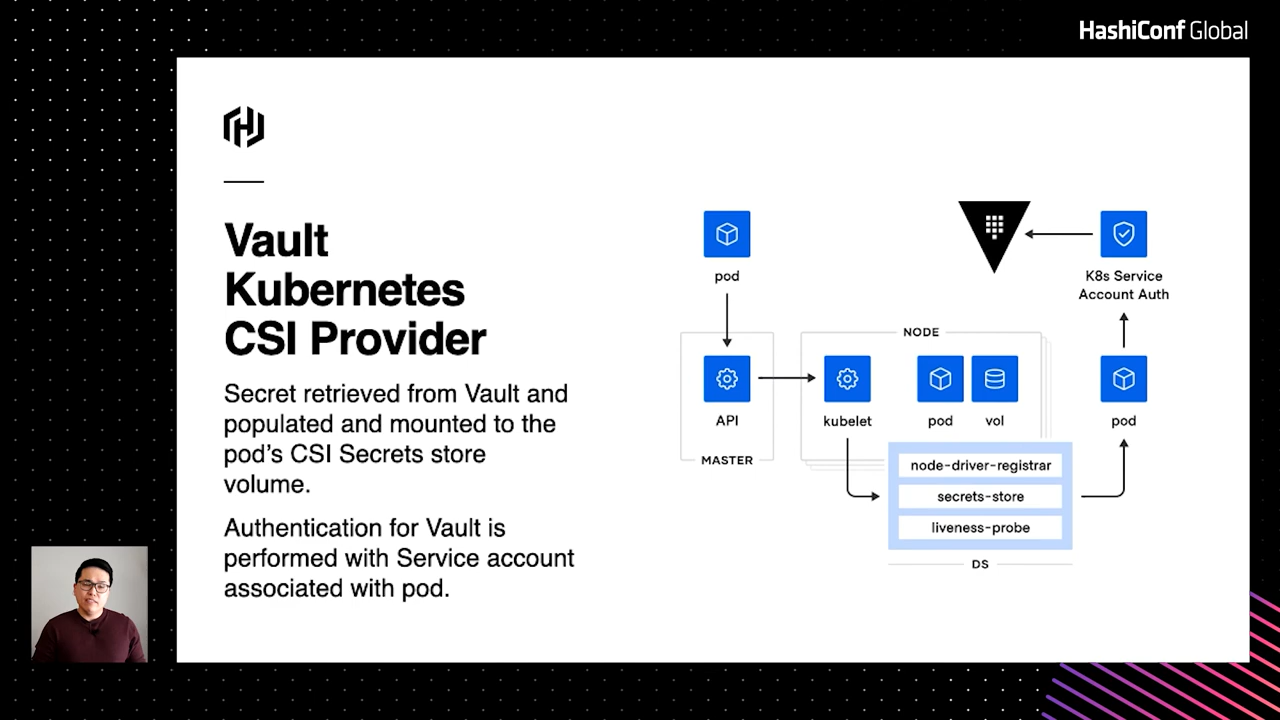 HashiConf Global
Vault
Kubernetes
CSI Provider
Secret retrieved from Vault and
populated and mounted to the
pod's CSI Secrets store
volume.
Authentication for Vault is
performed with Service account
associated with pod.
pod
K8s Service
Account Auth
NODE
API
kubelet
pod
vol
pod
MASTER
node-driver-registrar
secrets-store
liveness-probe
DS